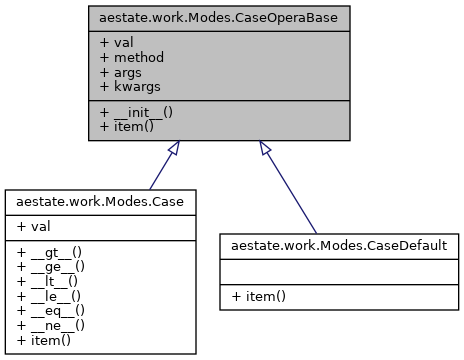 aestate.work.Modes.CaseOperaBase
+ val
+ method
+ args
+ kwargs
+ __init__()
+ item()
aestate.work.Modes.Case
+ val
+ __gt__()
+ __ge__()
+ __lt__()
+ __le__()
+ __eq__()
+ __ne__()
+ item()
aestate.work.Modes.CaseDefault
+ item()